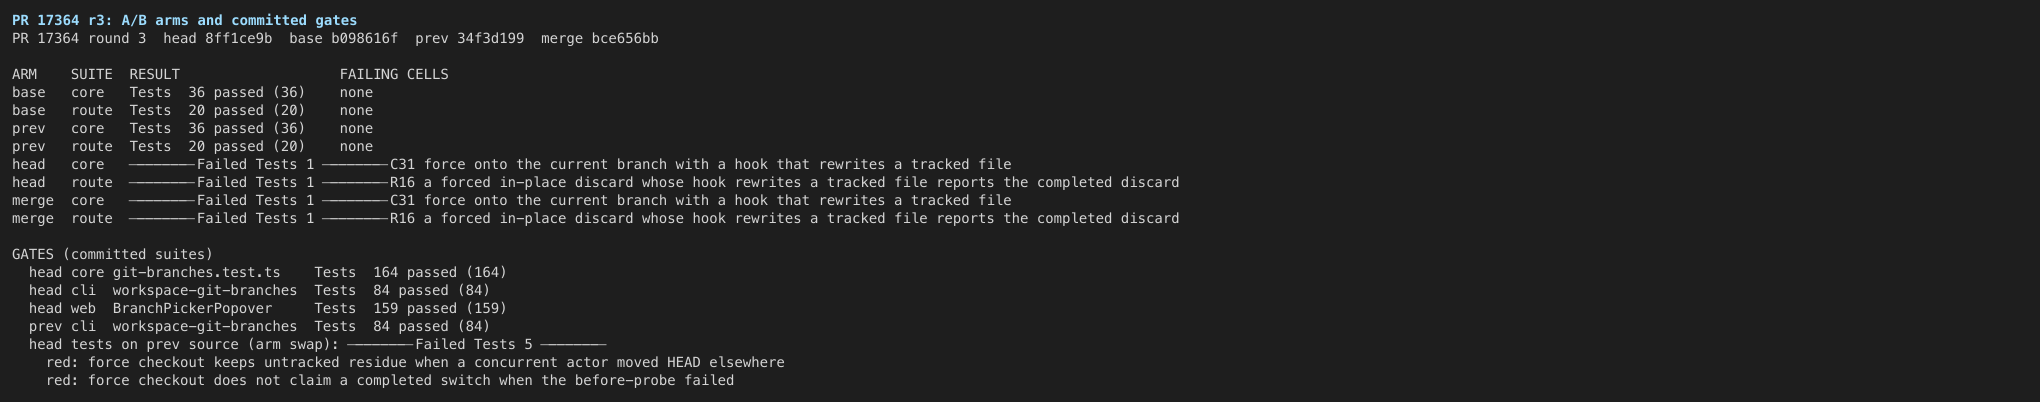 PR 17364 r3: A/B arms and committed gates
PR 17364 round 3  head 8ff1ce9b  base b098616f  prev 34f3d199  merge bce656bb
ARM    SUITE  RESULT                   FAILING CELLS
base   core   Tests  36 passed (36)    none
base   route  Tests  20 passed (20)    none
prev   core   Tests  36 passed (36)    none
prev   route  Tests  20 passed (20)    none
head   core   ⎯⎯⎯⎯⎯⎯⎯Failed Tests 1 ⎯⎯⎯⎯⎯⎯⎯C31 force onto the current branch with a hook that rewrites a tracked file
head   route  ⎯⎯⎯⎯⎯⎯⎯Failed Tests 1 ⎯⎯⎯⎯⎯⎯⎯R16 a forced in-place discard whose hook rewrites a tracked file reports the completed discard
merge  core   ⎯⎯⎯⎯⎯⎯⎯Failed Tests 1 ⎯⎯⎯⎯⎯⎯⎯C31 force onto the current branch with a hook that rewrites a tracked file
merge  route  ⎯⎯⎯⎯⎯⎯⎯Failed Tests 1 ⎯⎯⎯⎯⎯⎯⎯R16 a forced in-place discard whose hook rewrites a tracked file reports the completed discard
GATES (committed suites)
  head core git-branches.test.ts    Tests  164 passed (164)
  head cli  workspace-git-branches  Tests  84 passed (84)
  head web  BranchPickerPopover     Tests  159 passed (159)
  prev cli  workspace-git-branches  Tests  84 passed (84)
  head tests on prev source (arm swap): ⎯⎯⎯⎯⎯⎯⎯Failed Tests 5 ⎯⎯⎯⎯⎯⎯⎯
    red: force checkout keeps untracked residue when a concurrent actor moved HEAD elsewhere
    red: force checkout does not claim a completed switch when the before-probe failed